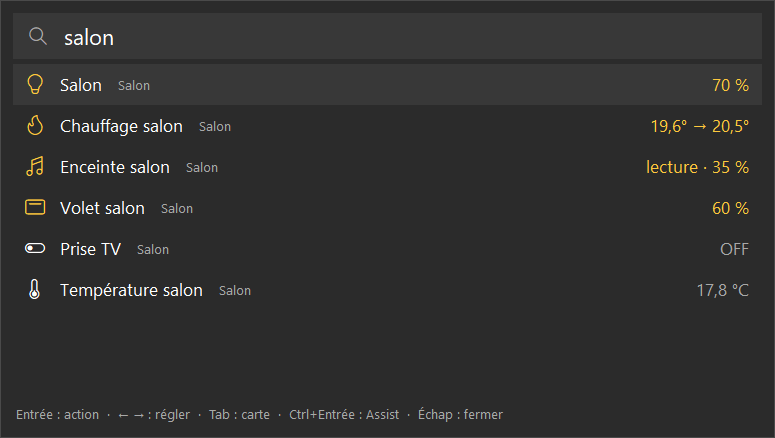 salon
Salon Salon 70 %
Chauffage salon Salon 19,6° → 20,5°
Enceinte salon Salon lecture · 35 %
Volet salon Salon 60 %
Prise TV Salon OFF
Température salon Salon 17,8 °C
Entrée : action · ← → : régler · Tab : carte · Ctrl+Entrée : Assist · Échap : fermer